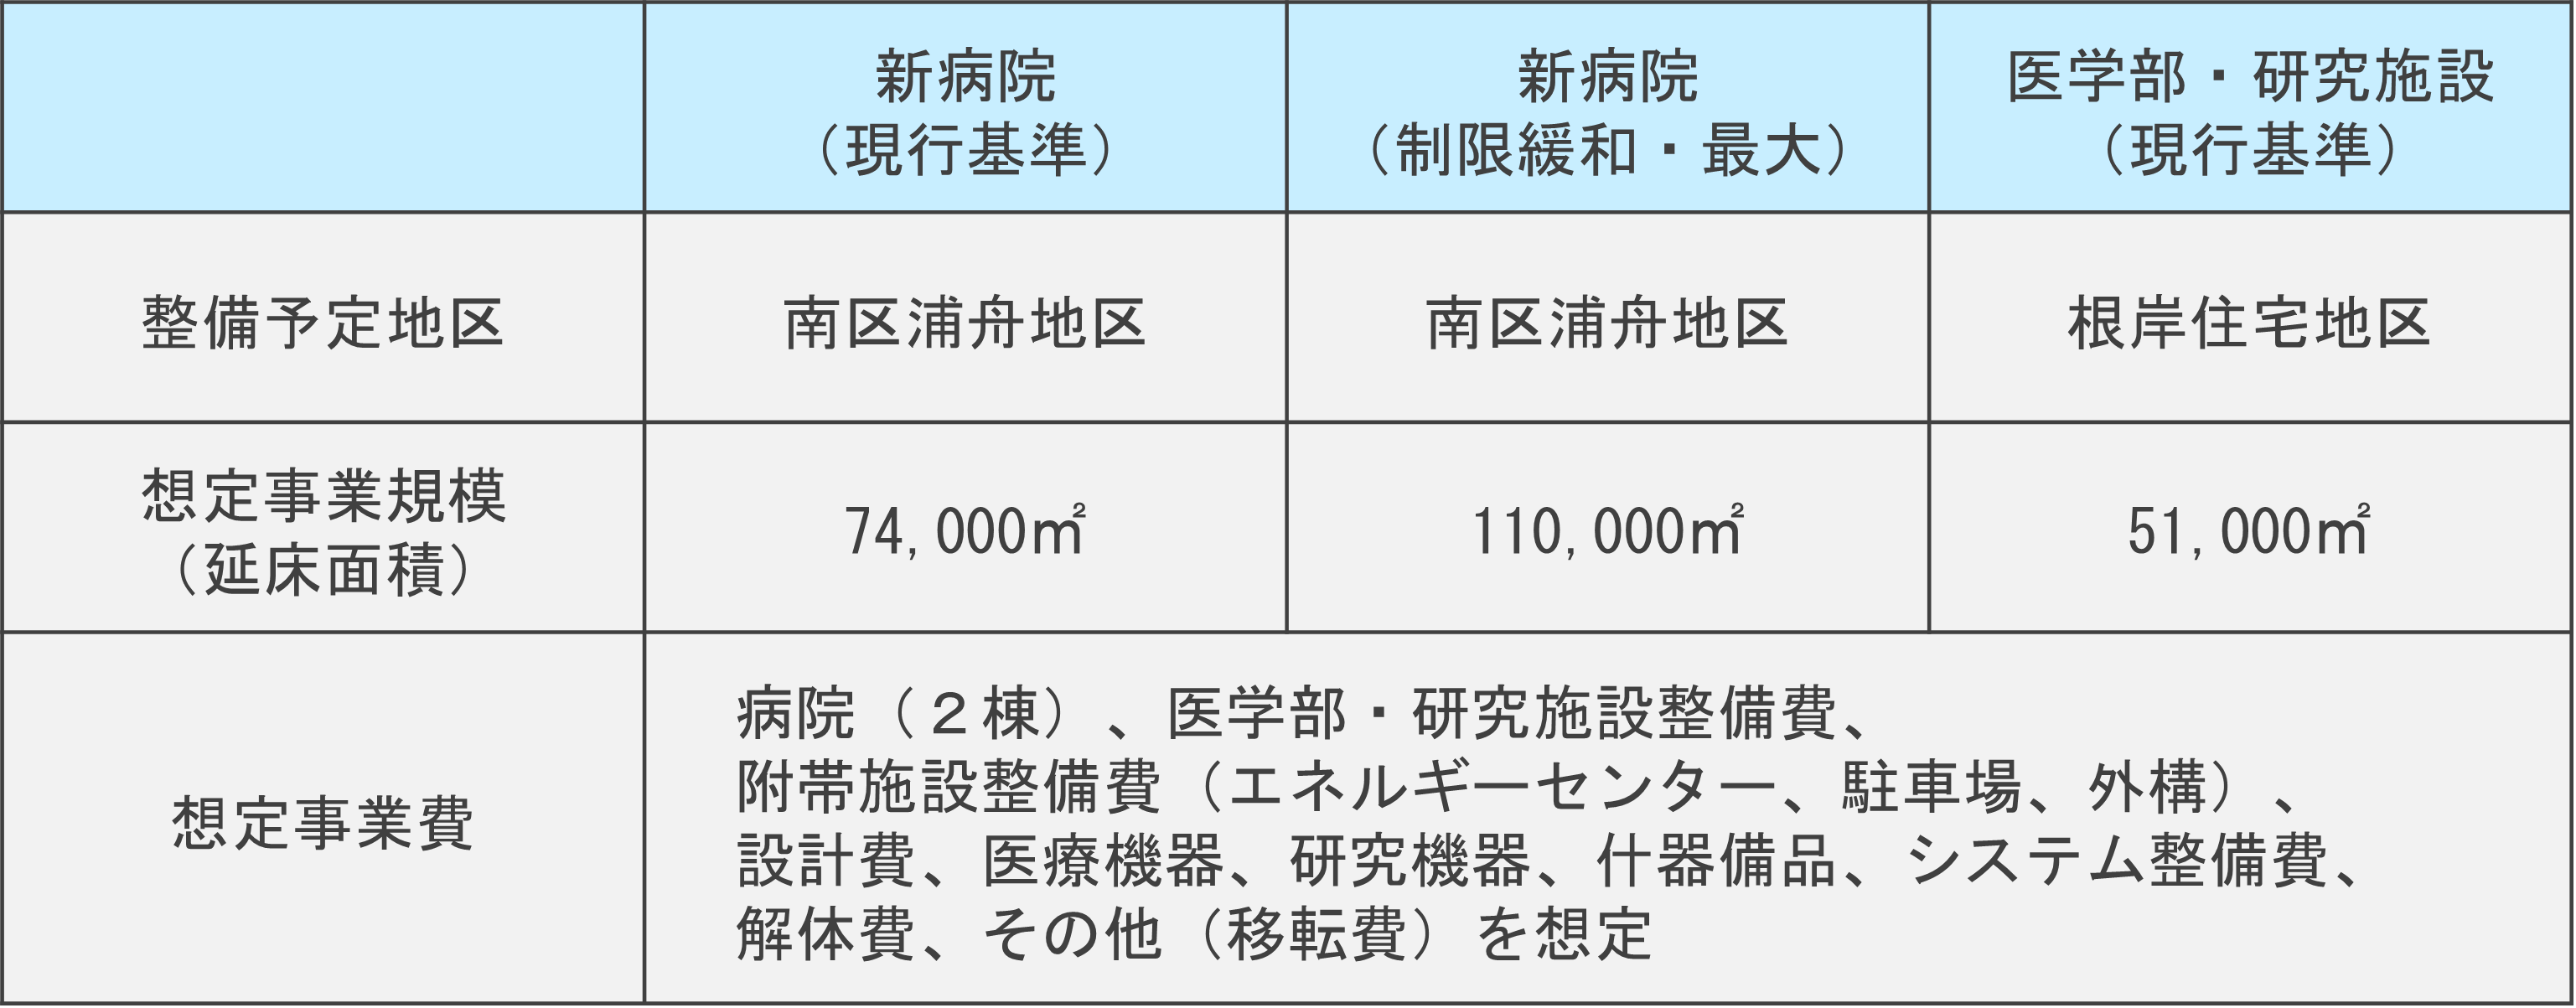 新病院
（現行基準）
新病院
（制限緩和・最大）
医学部・研究施設
（現行基準）
整備予定地区
南区浦舟地区
南区浦舟地区
根岸住宅地区
想定事業規模
（延床面積）
74,000㎡
110,000㎡
51,000㎡
想定事業費
病院（２棟）、医学部・研究施設整備費、
附帯施設整備費（エネルギーセンター、駐車場、外構）、
設計費、医療機器、研究機器、什器備品、システム整備費、
解体費、その他（移転費）を想定